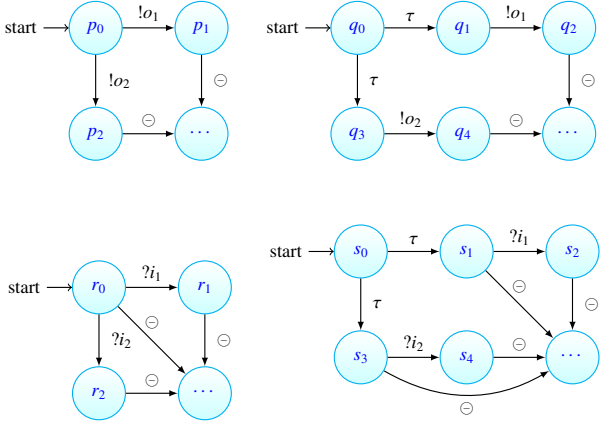 start p₀ !o₁ p₁
!o₂ ⊖
p₂ ⊖ ⋯
start q₀ τ q₁ !o₁ q₂
τ ⊖
q₃ !o₂ q₄ ⊖ ⋯
start r₀ ?i₁ r₁
?i₂ ⊖ ⊖
r₂ ⊖ ⋯
start s₀ τ s₁ ?i₁ s₂
τ ⊖ ⊖
s₃ ?i₂ s₄ ⊖ ⋯
⊖